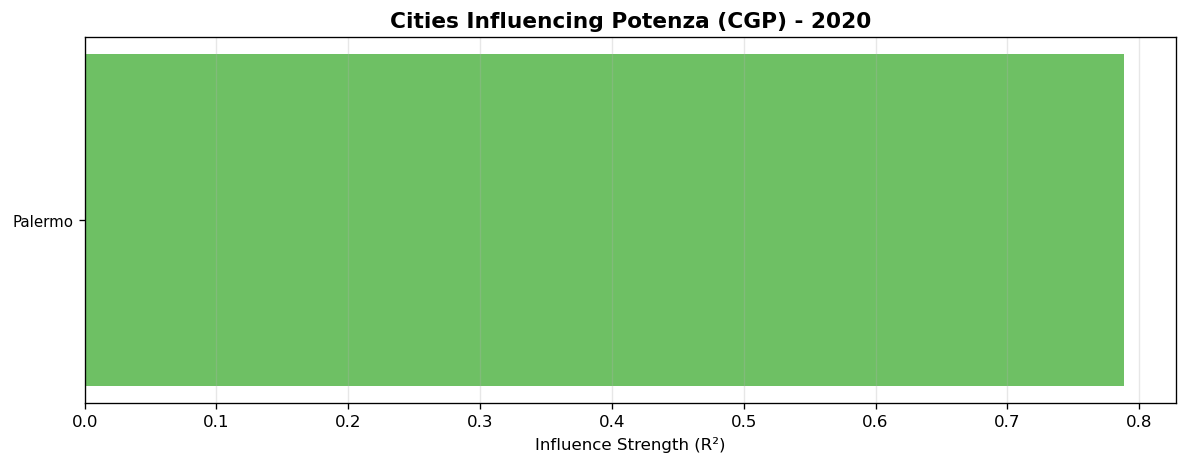 Cities Influencing Potenza (CGP) - 2020
Palermo
0.0 0.1 0.2 0.3 0.4 0.5 0.6 0.7 0.8
Influence Strength (R²)